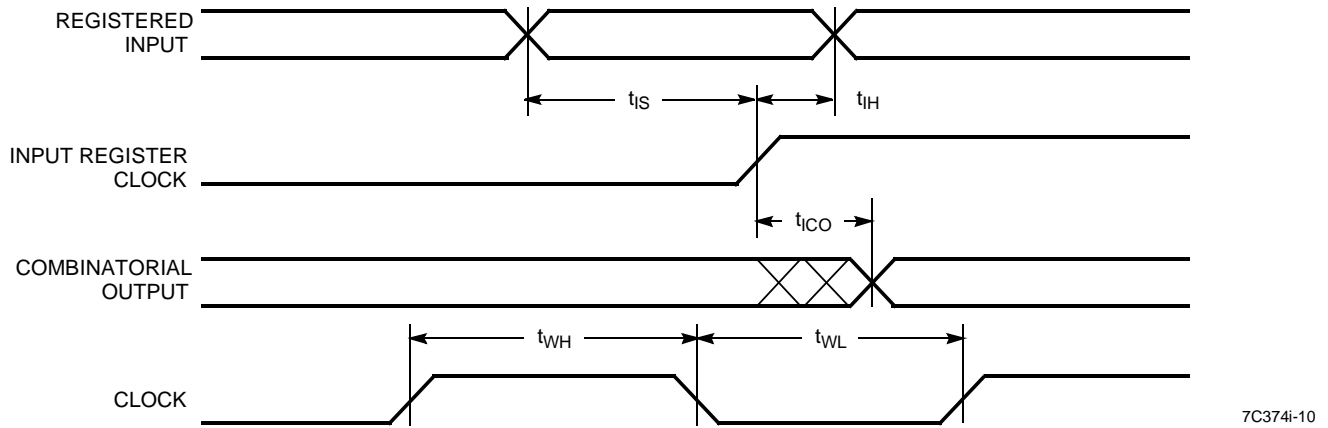 REGISTERED
INPUT
tIS
tIH
INPUT REGISTER
CLOCK
tICO
COMBINATORIAL
OUTPUT
tWH
tWL
CLOCK
7C374i-10